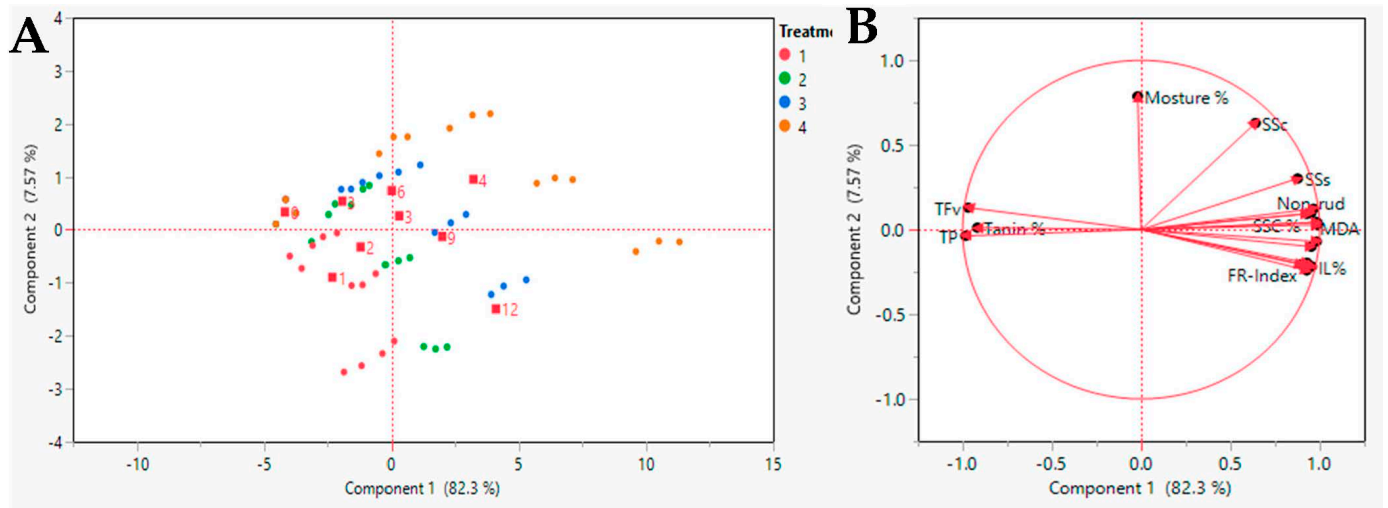 A
B
Treatme
1
2
3
4
4
3
2
1
0
-1
-2
-3
-4
Component 2 (7.57 %)
-10
-5
0
5
10
15
Component 1 (82.3 %)
4
6
3
9
2
1
12
1.0
0.5
0.0
-0.5
-1.0
Component 2 (7.57 %)
-1.0
-0.5
0.0
0.5
1.0
Component 1 (82.3 %)
Mosture %
SSc
SSs
TFv
Tanin %
TP
SSC %
MDA
IL%
FR-Index